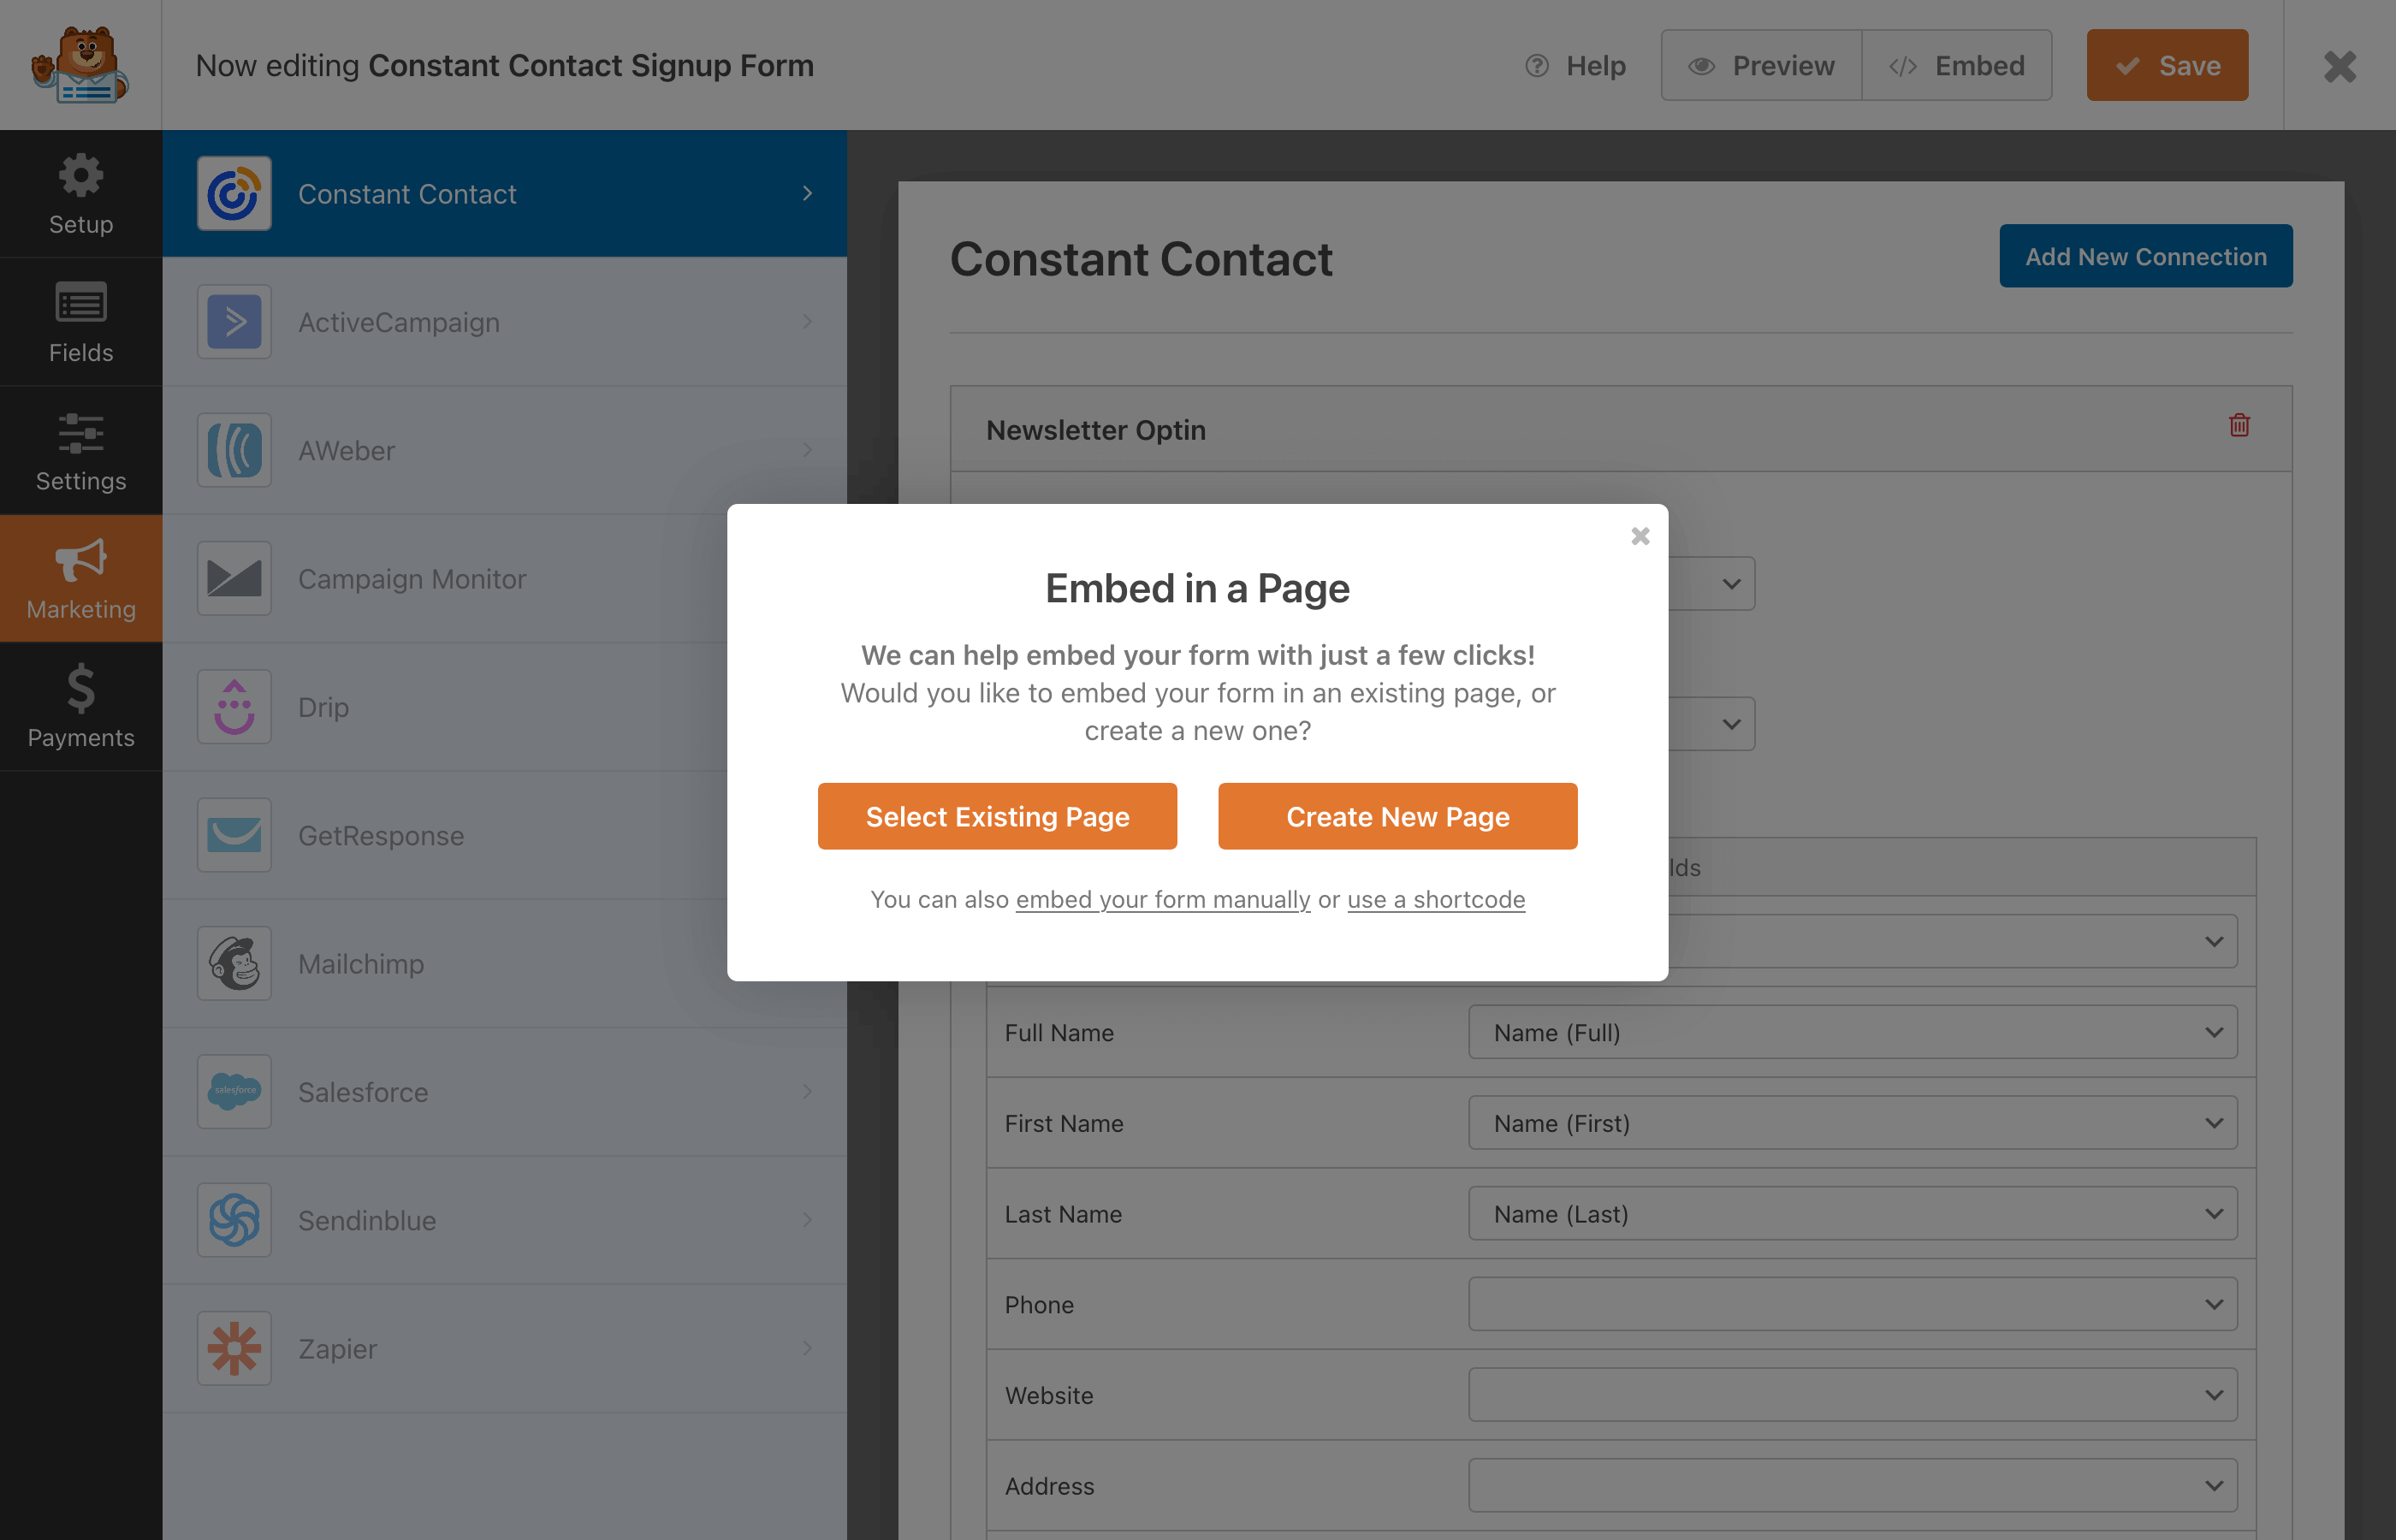 Now editing Constant Contact Signup Form
Help
Preview
</> Embed
Save
Setup
Fields
Settings
Marketing
Payments
Constant Contact
ActiveCampaign
AWeber
Campaign Monitor
Drip
GetResponse
Mailchimp
salesforce
Salesforce
Sendinblue
Zapier
Constant Contact
Add New Connection
Newsletter Optin
Embed in a Page
We can help embed your form with just a few clicks!
Would you like to embed your form in an existing page, or
create a new one?
Select Existing Page
Create New Page
You can also embed your form manually or use a shortcode
Full Name
Name (Full)
First Name
Name (First)
Last Name
Name (Last)
Phone
Website
Address